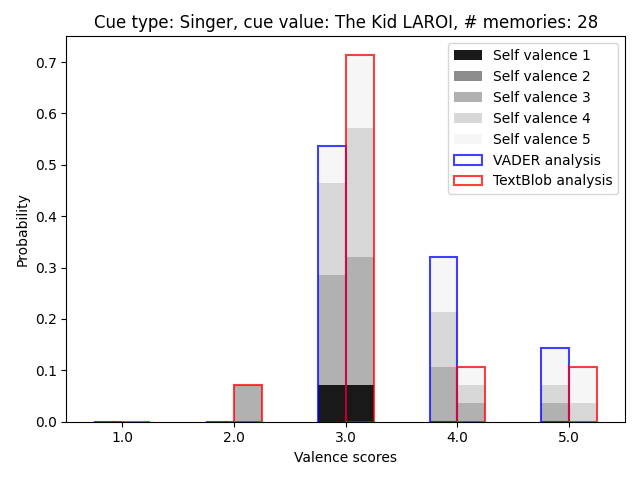 Cue type: Singer, cue value: The Kid LAROI, # memories: 28
Probability
0.7
0.6
0.5
0.4
0.3
0.2
0.1
0.0
Self valence 1
Self valence 2
Self valence 3
Self valence 4
Self valence 5
VADER analysis
TextBlob analysis
1.0 2.0 3.0 4.0 5.0
Valence scores